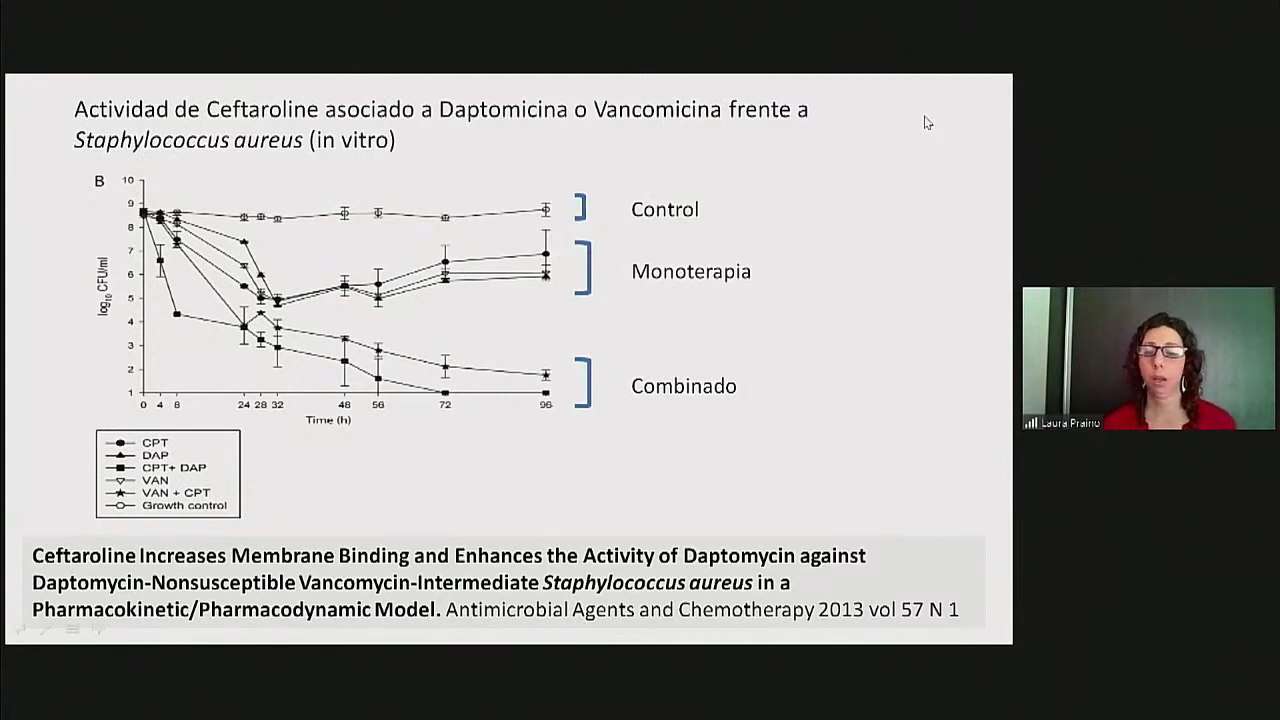 Actividad de Ceftaroline asociado a Daptomicina o Vancomicina frente a
Staphylococcus aureus (in vitro)
B
10
9
8
7
6
5
4
3
2
1
log10 CFU/ml
0 4 8 24 28 32 48 56 72 96
Time (h)
Control
Monoterapia
Combinado
CPT
DAP
CPT+ DAP
VAN
VAN + CPT
Growth control
Laura Praino
Ceftaroline Increases Membrane Binding and Enhances the Activity of Daptomycin against
Daptomycin-Nonsusceptible Vancomycin-Intermediate Staphylococcus aureus in a
Pharmacokinetic/Pharmacodynamic Model. Antimicrobial Agents and Chemotherapy 2013 vol 57 N 1